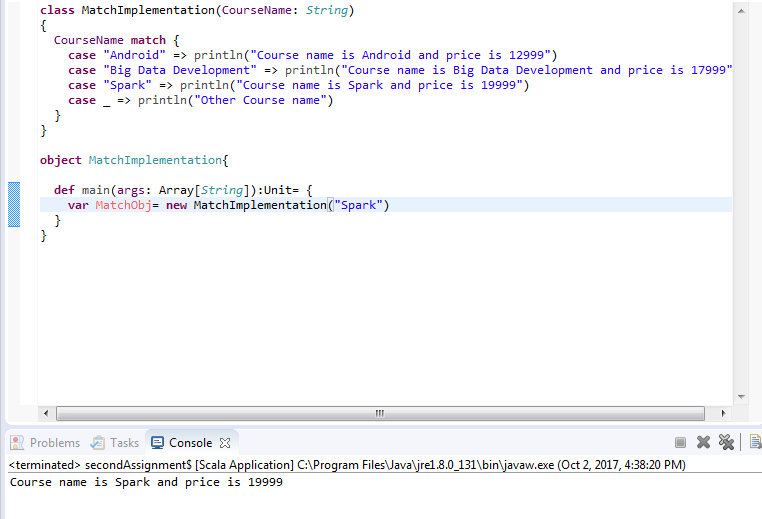 class MatchImplementation(CourseName: String)
{
  CourseName match {
    case "Android" => println("Course name is Android and price is 12999")
    case "Big Data Development" => println("Course name is Big Data Development and price is 17999"
    case "Spark" => println("Course name is Spark and price is 19999")
    case _ => println("Other Course name")
  }
}
object MatchImplementation{
  def main(args: Array[String]):Unit= {
    var MatchObj= new MatchImplementation("Spark")
  }
}
Problems Tasks Console
<terminated> secondAssignment$ [Scala Application] C:\Program Files\Java\jre1.8.0_131\bin\javaw.exe (Oct 2, 2017, 4:38:20 PM)
Course name is Spark and price is 19999